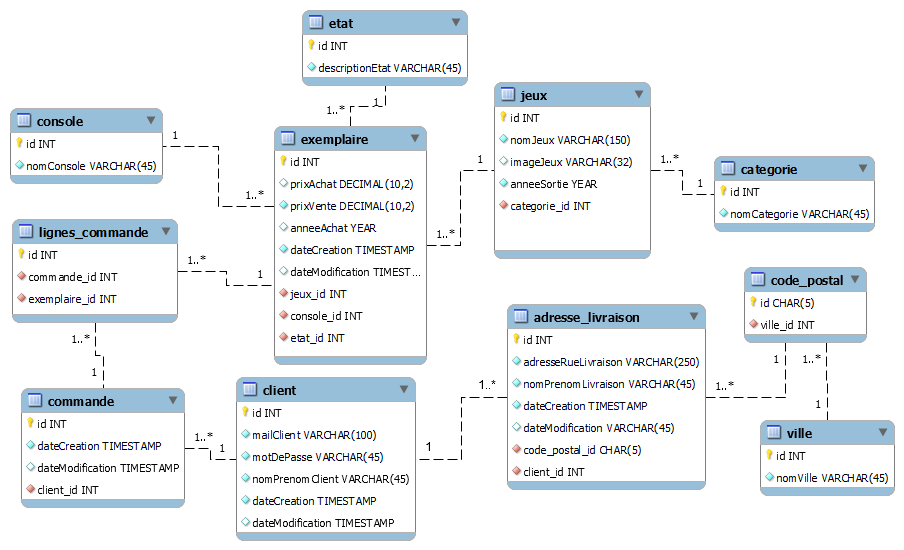 etat
id INT
descriptionEtat VARCHAR(45)
1
1..*
console
id INT
nomConsole VARCHAR(45)
1
1..*
exemplaire
id INT
prixAchat DECIMAL(10,2)
prixVente DECIMAL(10,2)
anneeAchat YEAR
dateCreation TIMESTAMP
dateModification TIMEST...
jeux_id INT
console_id INT
etat_id INT
1
1..*
jeux
id INT
nomJeux VARCHAR(150)
imageJeux VARCHAR(32)
anneeSortie YEAR
categorie_id INT
1..*
1
categorie
id INT
nomCategorie VARCHAR(45)
lignes_commande
id INT
commande_id INT
exemplaire_id INT
1..*
1
1..*
1
commande
id INT
dateCreation TIMESTAMP
dateModification TIMESTAMP
client_id INT
1..*
1
client
id INT
mailClient VARCHAR(100)
motDePasse VARCHAR(45)
nomPrenomClient VARCHAR(45)
dateCreation TIMESTAMP
dateModification TIMESTAMP
1
1..*
adresse_livraison
id INT
adresseRueLivraison VARCHAR(250)
nomPrenomLivraison VARCHAR(45)
dateCreation TIMESTAMP
dateModification VARCHAR(45)
code_postal_id CHAR(5)
client_id INT
1..*
1
code_postal
id CHAR(5)
ville_id INT
1..*
1
ville
id INT
nomVille VARCHAR(45)